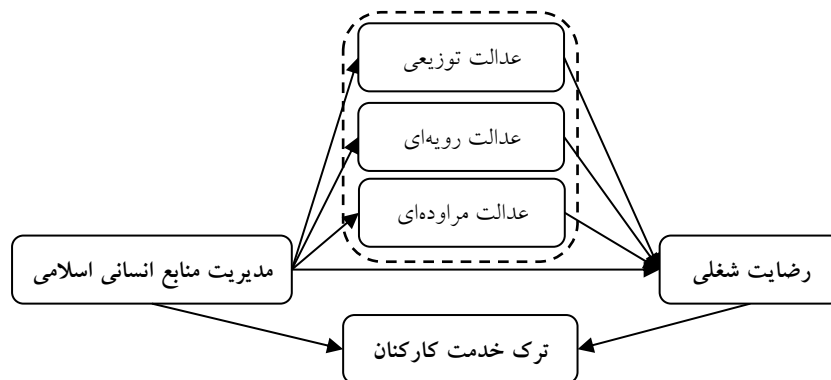 عدالت توزیعی
عدالت رویه‌ای
عدالت مراوده‌ای
مدیریت منابع انسانی اسلامی
رضایت شغلی
ترک خدمت کارکنان